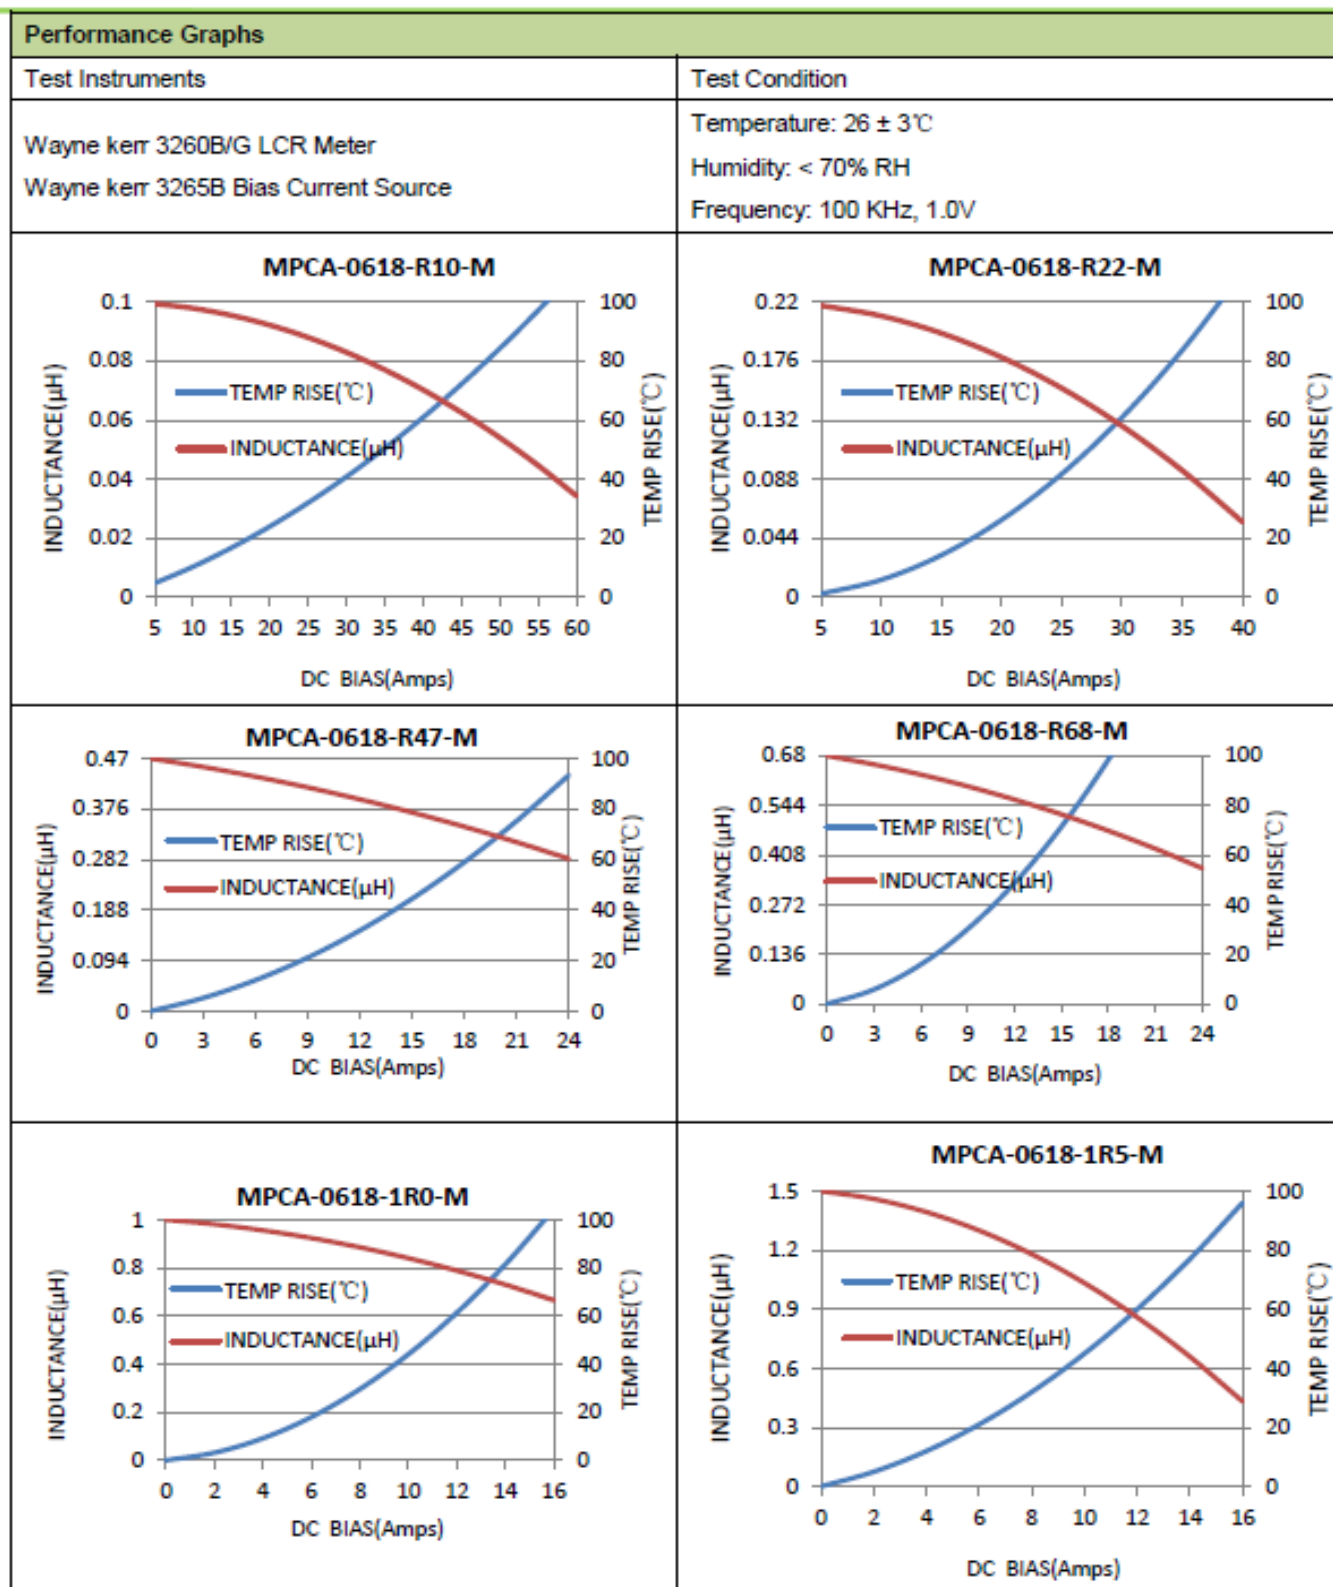 Performance Graphs
Test Instruments
Test Condition
Wayne kerr 3260B/G LCR Meter
Wayne kerr 3265B Bias Current Source
Temperature: 26 ± 3℃
Humidity: < 70% RH
Frequency: 100 KHz, 1.0V
MPCA-0618-R10-M
0.1
0.08
0.06
0.04
0.02
0
100
80
60
40
20
0
INDUCTANCE(µH)
TEMP RISE(℃)
TEMP RISE(℃)
INDUCTANCE(µH)
5 10 15 20 25 30 35 40 45 50 55 60
DC BIAS(Amps)
MPCA-0618-R22-M
0.22
0.176
0.132
0.088
0.044
0
100
80
60
40
20
0
INDUCTANCE(µH)
TEMP RISE(℃)
TEMP RISE(℃)
INDUCTANCE(µH)
5 10 15 20 25 30 35 40
DC BIAS(Amps)
MPCA-0618-R47-M
0.47
0.376
0.282
0.188
0.094
0
100
80
60
40
20
0
INDUCTANCE(µH)
TEMP RISE(℃)
TEMP RISE(℃)
INDUCTANCE(µH)
0 3 6 9 12 15 18 21 24
DC BIAS(Amps)
MPCA-0618-R68-M
0.68
0.544
0.408
0.272
0.136
0
100
80
60
40
20
0
INDUCTANCE(µH)
TEMP RISE(℃)
TEMP RISE(℃)
INDUCTANCE(µH)
0 3 6 9 12 15 18 21 24
DC BIAS(Amps)
MPCA-0618-1R0-M
1
0.8
0.6
0.4
0.2
0
100
80
60
40
20
0
INDUCTANCE(µH)
TEMP RISE(℃)
TEMP RISE(℃)
INDUCTANCE(µH)
0 2 4 6 8 10 12 14 16
DC BIAS(Amps)
MPCA-0618-1R5-M
1.5
1.2
0.9
0.6
0.3
0
100
80
60
40
20
0
INDUCTANCE(µH)
TEMP RISE(℃)
TEMP RISE(℃)
INDUCTANCE(µH)
0 2 4 6 8 10 12 14 16
DC BIAS(Amps)